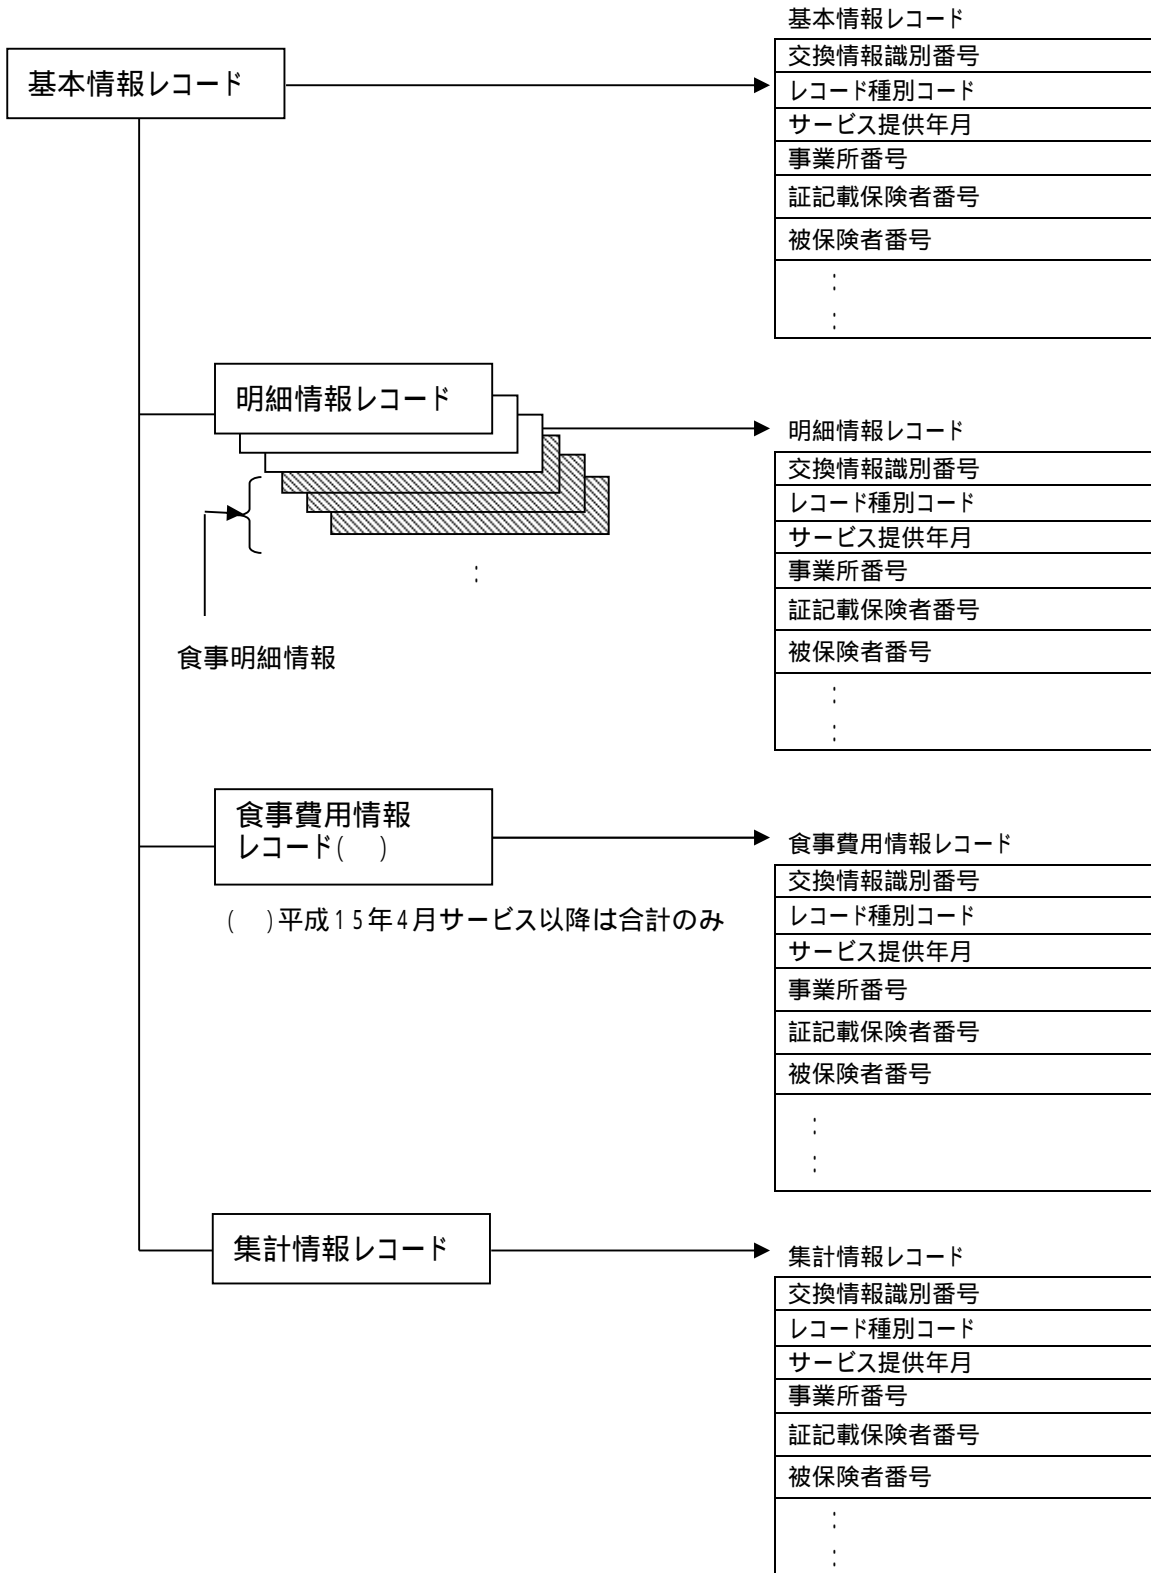 基本情報レコード
基本情報レコード
交換情報識別番号
レコード種別コード
サービス提供年月
事業所番号
証記載保険者番号
被保険者番号
:
:
明細情報レコード
明細情報レコード
交換情報識別番号
レコード種別コード
サービス提供年月
事業所番号
証記載保険者番号
被保険者番号
:
:
:
食事明細情報
食事費用情報
レコード( )
( )平成15年4月サービス以降は合計のみ
食事費用情報レコード
交換情報識別番号
レコード種別コード
サービス提供年月
事業所番号
証記載保険者番号
被保険者番号
:
:
集計情報レコード
集計情報レコード
交換情報識別番号
レコード種別コード
サービス提供年月
事業所番号
証記載保険者番号
被保険者番号
:
: